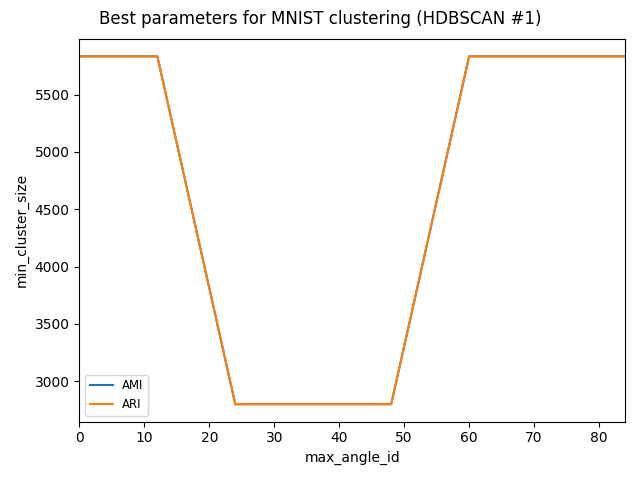 Best parameters for MNIST clustering (HDBSCAN #1)
5500
5000
4500
4000
3500
3000
min_cluster_size
AMI
ARI
0 10 20 30 40 50 60 70 80
max_angle_id